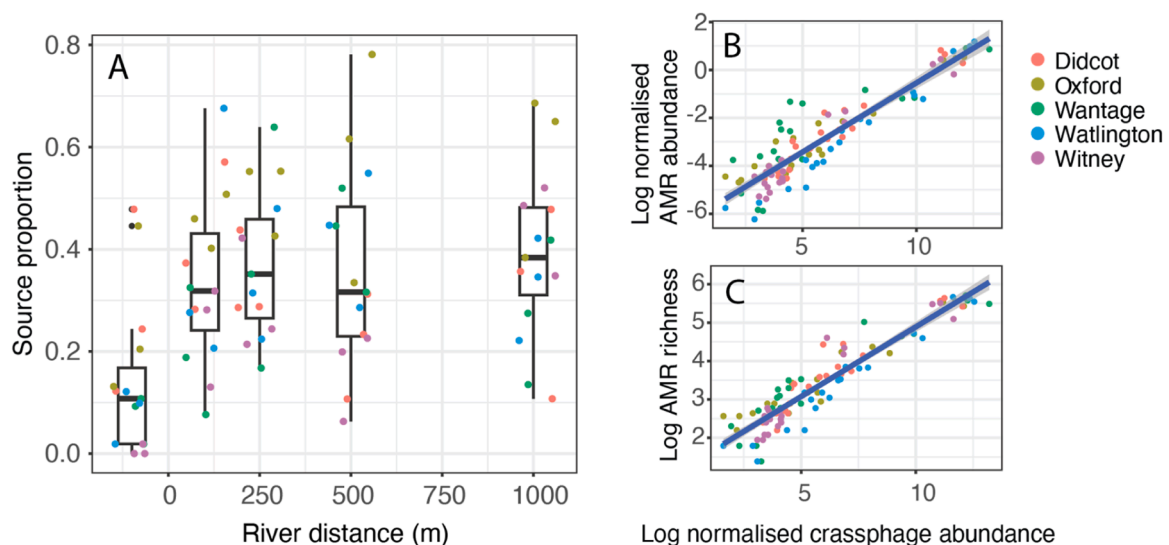 A
Source proportion
0.8
0.6
0.4
0.2
0.0
0
250
500
750
1000
River distance (m)
B
Log normalised
AMR abundance
2
0
-2
-4
-6
5
10
C
Log AMR richness
6
5
4
3
2
5
10
Log normalised crassphage abundance
Didcot
Oxford
Wantage
Watlington
Witney